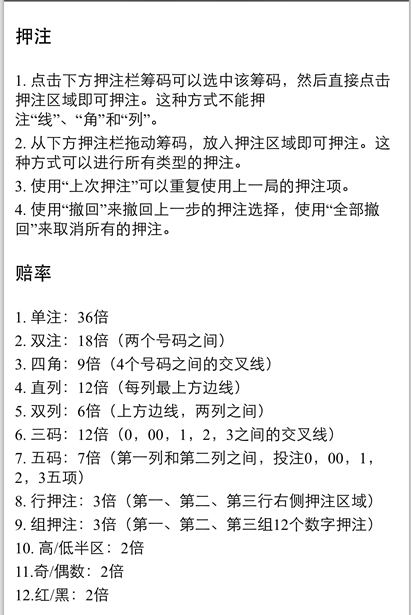 押注
1. 点击下方押注栏筹码可以选中该筹码，然后直接点击
押注区域即可押注。这种方式不能押
注“线”、“角”和“列”。
2. 从下方押注栏拖动筹码，放入押注区域即可押注。这
种方式可以进行所有类型的押注。
3. 使用“上次押注”可以重复使用上一局的押注项。
4. 使用“撤回”来撤回上一步的押注选择，使用“全部撤
回”来取消所有的押注。
赔率
1. 单注：36倍
2. 双注：18倍（两个号码之间）
3. 四角：9倍（4个号码之间的交叉线）
4. 直列：12倍（每列最上方边线）
5. 双列：6倍（上方边线，两列之间）
6. 三码：12倍（0，00，1，2，3之间的交叉线）
7. 五码：7倍（第一列和第二列之间，投注0，00，1，
2，3五项）
8. 行押注：3倍（第一、第二、第三行右侧押注区域）
9. 组押注：3倍（第一、第二、第三组12个数字押注）
10. 高/低半区：2倍
11.奇/偶数：2倍
12.红/黑：2倍